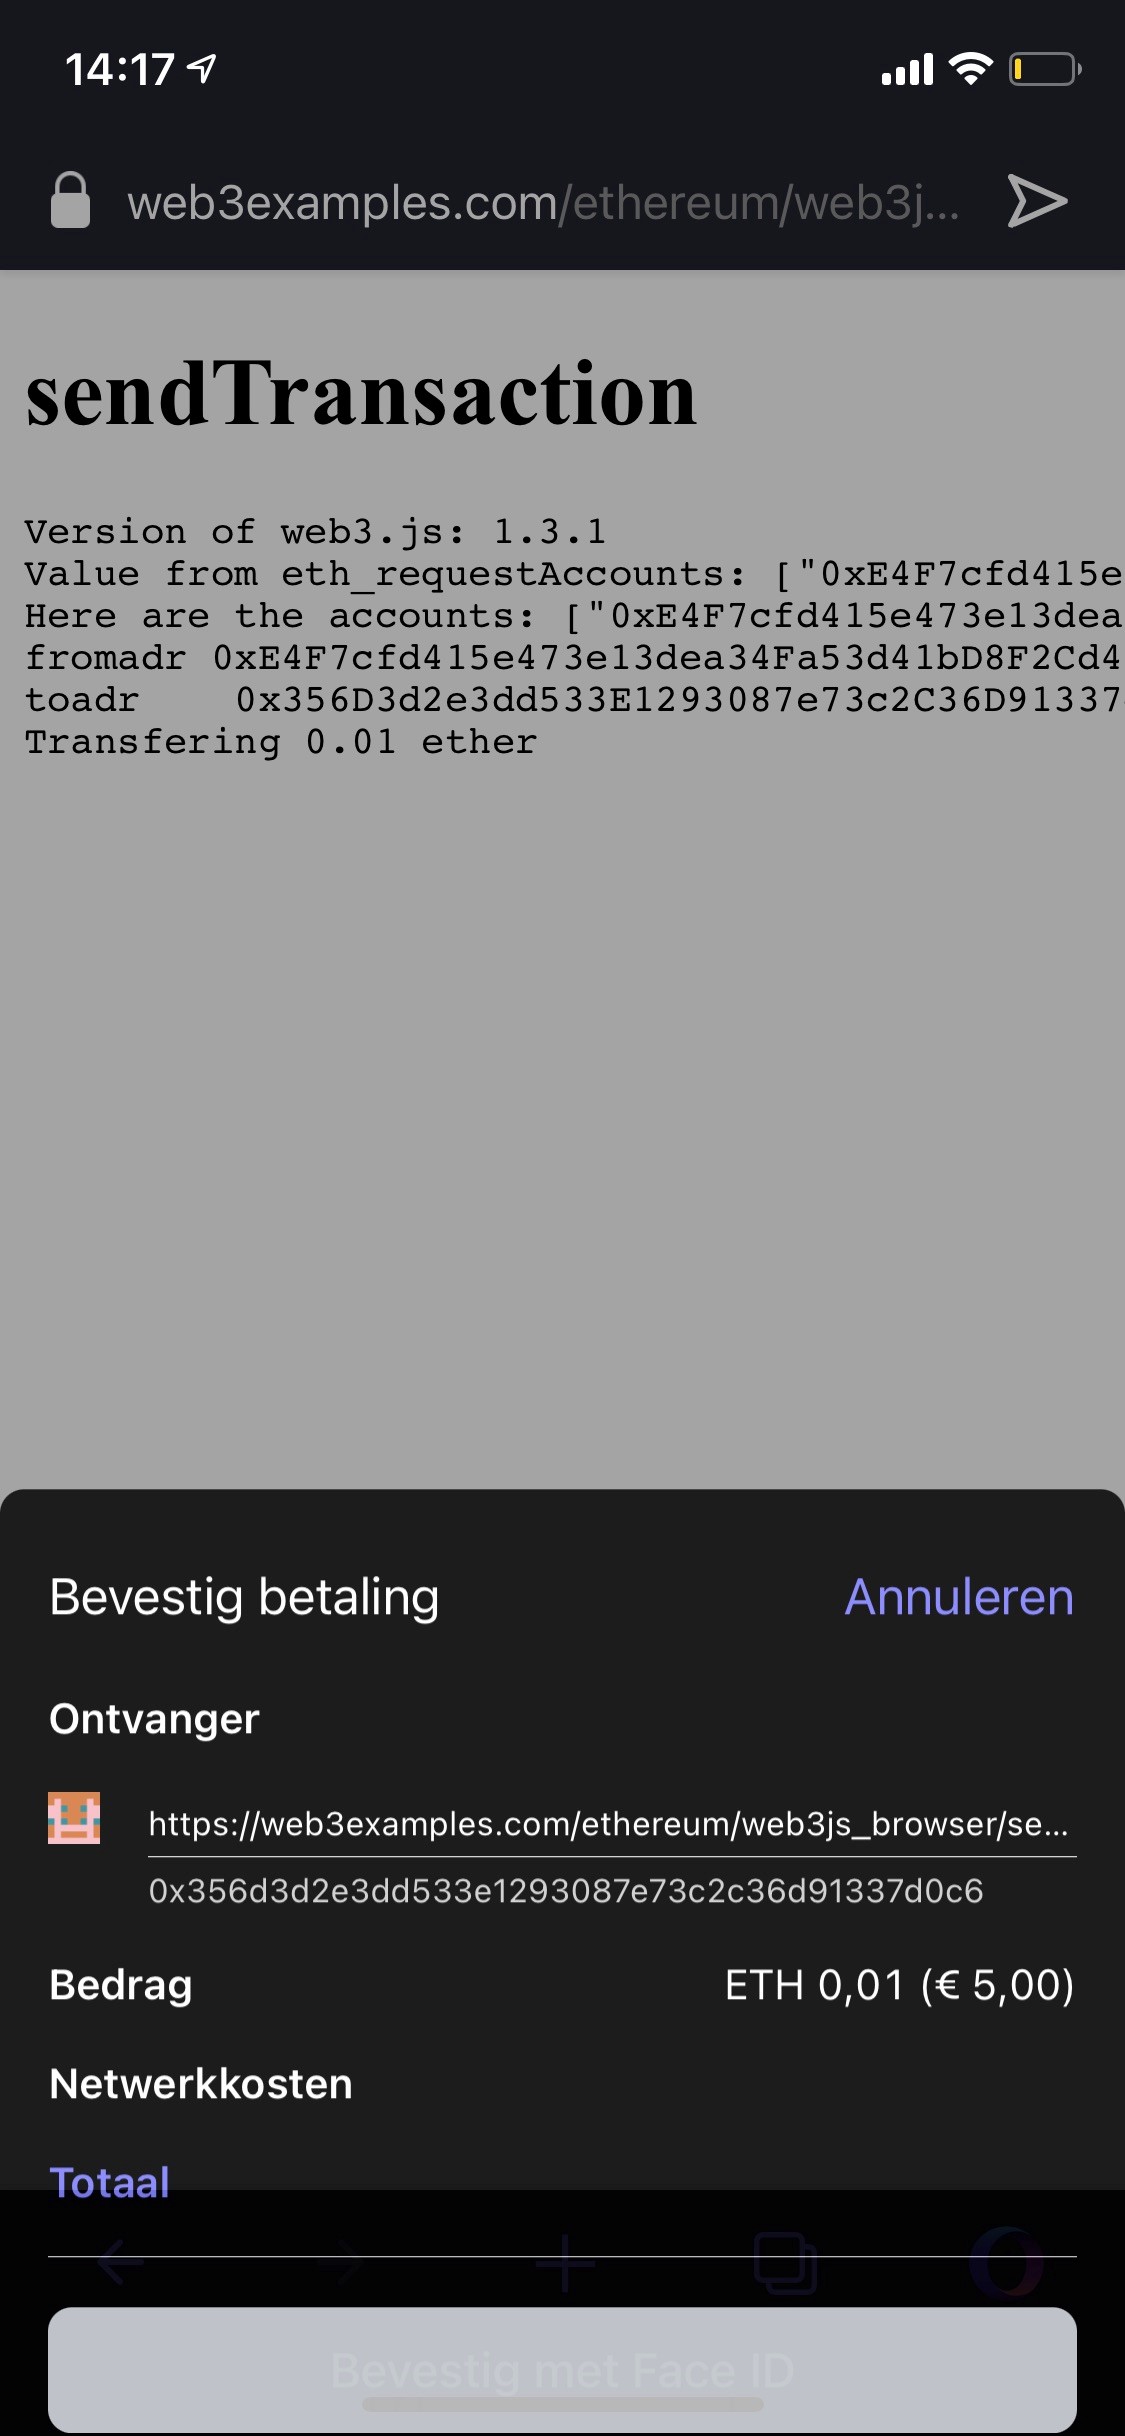 14:17
web3examples.com/ethereum/web3j...
sendTransaction
Version of web3.js: 1.3.1
Value from eth_requestAccounts: ["0xE4F7cfd415e
Here are the accounts: ["0xE4F7cfd415e473e13dea
fromadr 0xE4F7cfd415e473e13dea34Fa53d41bD8F2Cd4
toadr    0x356D3d2e3dd533E1293087e73c2C36D91337
Transfering 0.01 ether
Bevestig betaling Annuleren
Ontvanger
https://web3examples.com/ethereum/web3js_browser/se...
0x356d3d2e3dd533e1293087e73c2c36d91337d0c6
Bedrag ETH 0,01 (€ 5,00)
Netwerkkosten
Totaal
Bevestig met Face ID